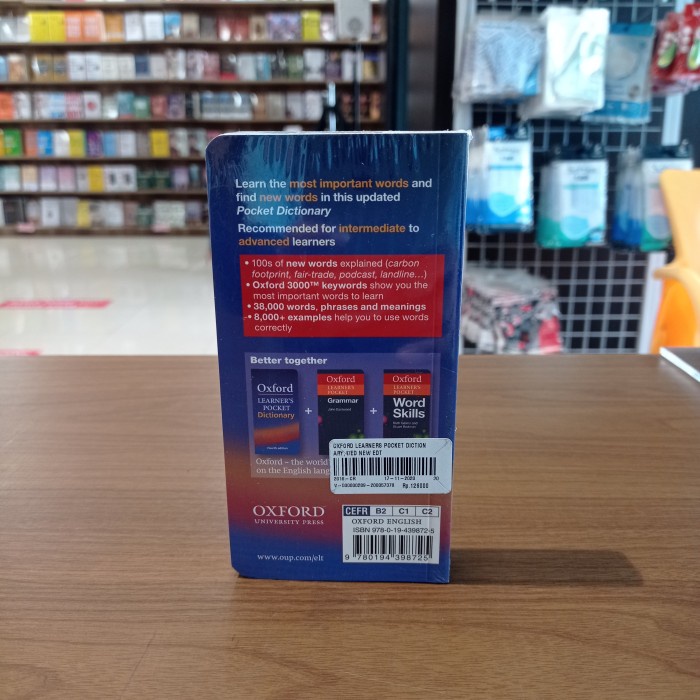 Learn the most important words and
find new words in this updated
Pocket Dictionary
Recommended for intermediate to
advanced learners
• 100s of new words explained (carbon
footprint, fair-trade, podcast, landline...)
• Oxford 3000™ keywords show you the
most important words to learn
• 38,000 words, phrases and meanings
• 8,000+ examples help you to use words
correctly
Better together
Oxford
LEARNER'S
POCKET
Dictionary
+
Oxford
LEARNER'S
POCKET
Grammar
+
Oxford
LEARNER'S
POCKET
Word
Skills
Oxford – the world
on the English lang
OXFORD LEARNERS POCKET DICTION
ARY,4ED NEW EDT
17-11-2020
Rp.128000
OXFORD
UNIVERSITY PRESS
CEFR B2 C1 C2
OXFORD ENGLISH
ISBN 978-0-19-439872-5
9 780194 398725
www.oup.com/elt